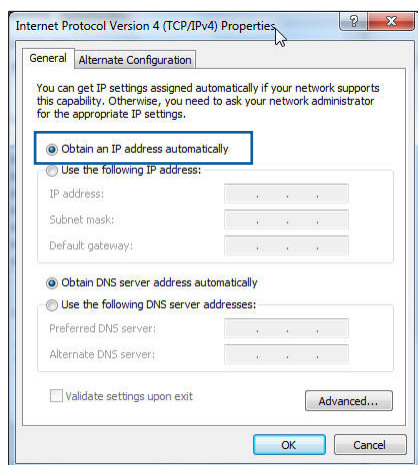 Internet Protocol Version 4 (TCP/IPv4) Properties
General
Alternate Configuration
You can get IP settings assigned automatically if your network supports
this capability. Otherwise, you need to ask your network administrator
for the appropriate IP settings.
Obtain an IP address automatically
Use the following IP address:
IP address:
Subnet mask:
Default gateway:
Obtain DNS server address automatically
Use the following DNS server addresses:
Preferred DNS server:
Alternate DNS server:
Validate settings upon exit
Advanced...
OK
Cancel